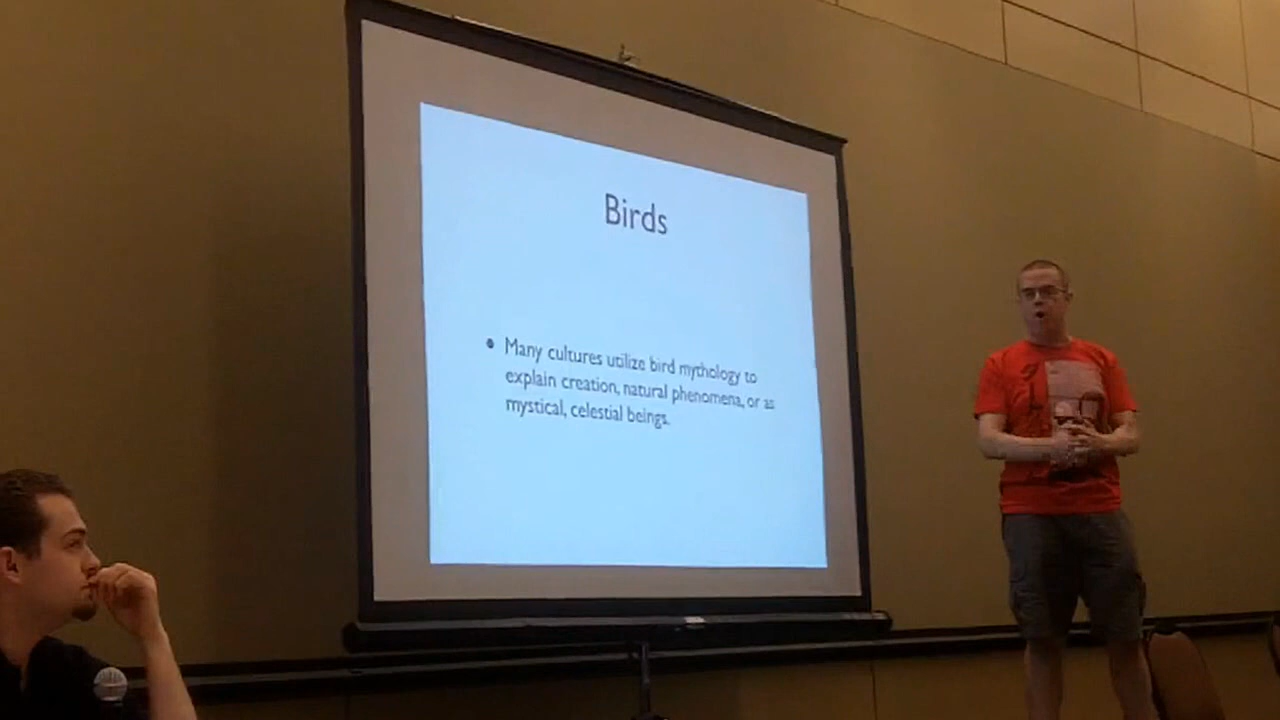 Birds
• Many cultures utilize bird mythology to
explain creation, natural phenomena, or as
mystical, celestial beings.